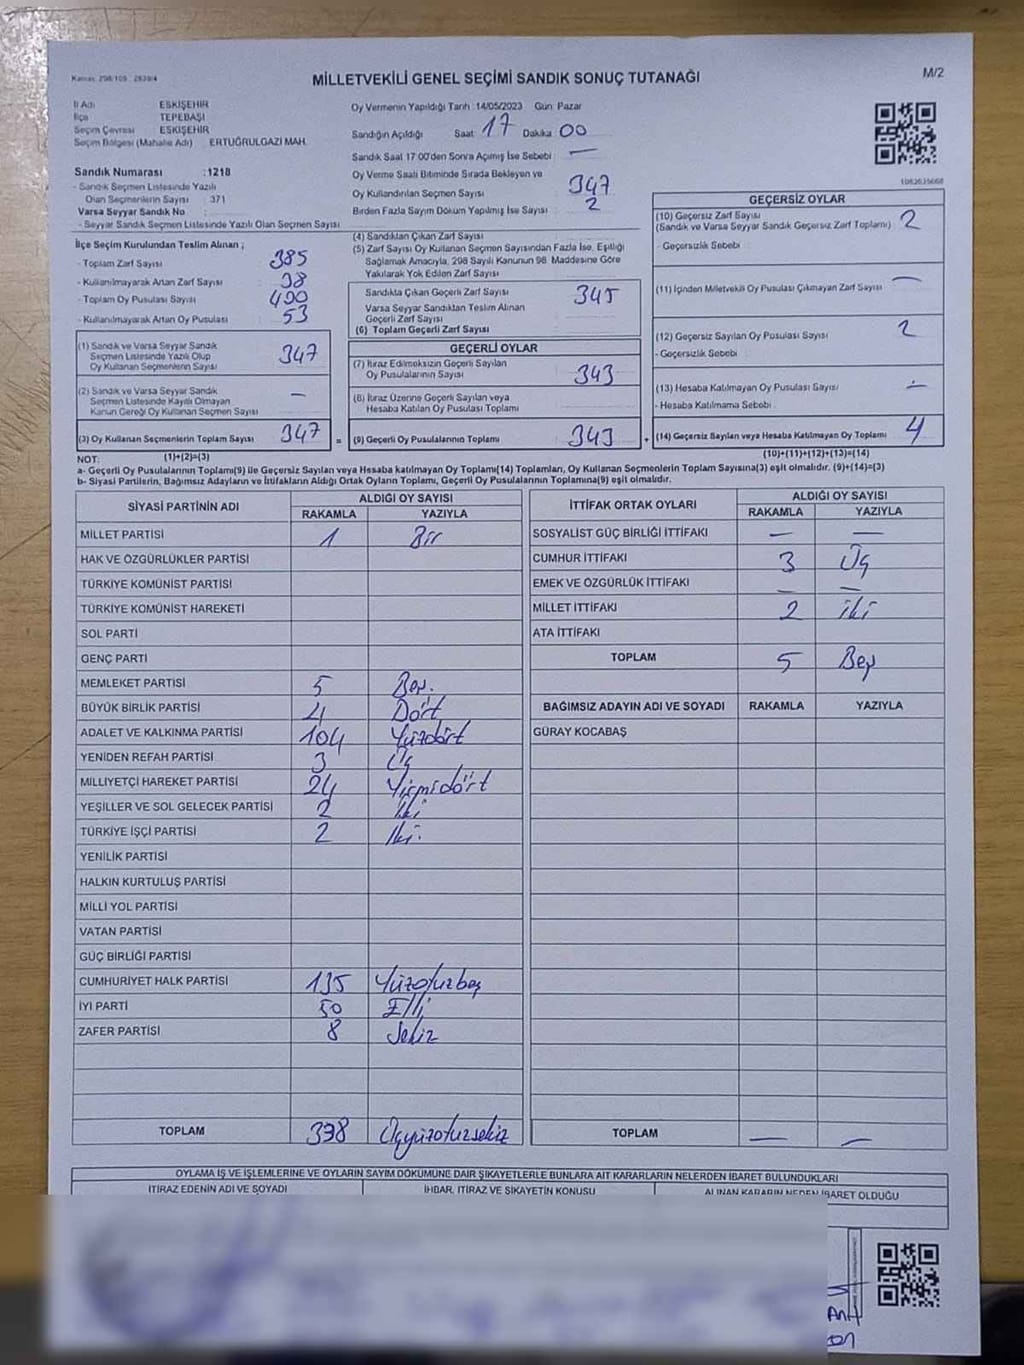 Kanun: 298/105 : 2839/4
MİLLETVEKİLİ GENEL SEÇİMİ SANDIK SONUÇ TUTANAĞI
M/2
İl Adı ESKİŞEHİR
İlçe TEPEBAŞI
Seçim Çevresi ESKİŞEHİR
Seçim Bölgesi (Mahalle Adı) ERTUĞRULGAZİ MAH.
Sandık Numarası : 1218
- Sandık Seçmen Listesinde Yazılı
Olan Seçmenlerin Sayısı : 371
Varsa Seyyar Sandık No
- Seyyar Sandık Seçmen Listesinde Yazılı Olan Seçmen Sayısı
İlçe Seçim Kurulundan Teslim Alınan ;
- Toplam Zarf Sayısı 385
- Kullanılmayarak Artan Zarf Sayısı 38
- Toplam Oy Pusulası Sayısı 400
- Kullanılmayarak Artan Oy Pusulası 53
(1) Sandık ve Varsa Seyyar Sandık
Seçmen Listesinde Yazılı Olup
Oy Kullanan Seçmenlerin Sayısı 347
(2) Sandık ve Varsa Seyyar Sandık
Seçmen Listesinde Kayıtlı Olmayan
Kanun Gereği Oy Kullanan Seçmen Sayısı —
(3) Oy Kullanan Seçmenlerin Toplam Sayısı 347 =
Oy Vermenin Yapıldığı Tarih : 14/05/2023 Gün: Pazar
Sandığın Açıldığı Saat 17 Dakika 00
Sandık Saat 17:00'den Sonra Açımış İse Sebebi : —
Oy Verme Saati Bitiminde Sırada Bekleyen ve
Oy Kullandırılan Seçmen Sayısı 347
Birden Fazla Sayım Döküm Yapılmış İse Sayısı 2
(4) Sandıktan Çıkan Zarf Sayısı
(5) Zarf Sayısı Oy Kullanan Seçmen Sayısından Fazla İse, Eşitliği
Sağlamak Amacıyla, 298 Sayılı Kanunun 98. Maddesine Göre
Yakılarak Yok Edilen Zarf Sayısı
Sandıkta Çıkan Geçerli Zarf Sayısı 345
Varsa Seyyar Sandıktan Teslim Alınan
Geçerli Zarf Sayısı
(6) Toplam Geçerli Zarf Sayısı
GEÇERLİ OYLAR
(7) İtiraz Edilmeksizin Geçerli Sayılan
Oy Pusulalarının Sayısı 343
(8) İtiraz Üzerine Geçerli Sayılan veya
Hesaba Katılan Oy Pusulası Toplamı
(9) Geçerli Oy Pusulalarının Toplamı 343 +
1082635668
GEÇERSİZ OYLAR
(10) Geçersiz Zarf Sayısı
(Sandık ve Varsa Seyyar Sandık Geçersiz Zarf Toplamı) 2
- Geçersizlik Sebebi :
(11) İçinden Milletvekili Oy Pusulası Çıkmayan Zarf Sayısı —
(12) Geçersiz Sayılan Oy Pusulası Sayısı 2
- Geçersizlik Sebebi :
(13) Hesaba Katılmayan Oy Pusulası Sayısı —
- Hesaba Katılmama Sebebi :
(14) Geçersiz Sayılan veya Hesaba Katılmayan Oy Toplamı 4
NOT: (1)+(2)=(3) (10)+(11)+(12)+(13)=(14)
a- Geçerli Oy Pusulalarının Toplamı(9) ile Geçersiz Sayılan veya Hesaba katılmayan Oy Toplamı(14) Toplamları, Oy Kullanan Seçmenlerin Toplam Sayısına(3) eşit olmalıdır. (9)+(14)=(3)
b- Siyasi Partilerin, Bağımsız Adayların ve İttifakların Aldığı Ortak Oyların Toplamı, Geçerli Oy Pusulalarının Toplamına(9) eşit olmalıdır.
SİYASİ PARTİNİN ADI ALDIĞI OY SAYISI
RAKAMLA YAZIYLA
MİLLET PARTİSİ 1 Bir
HAK VE ÖZGÜRLÜKLER PARTİSİ
TÜRKİYE KOMÜNİST PARTİSİ
TÜRKİYE KOMÜNİST HAREKETİ
SOL PARTİ
GENÇ PARTİ
MEMLEKET PARTİSİ 5 Beş.
BÜYÜK BİRLİK PARTİSİ 4 Dört
ADALET VE KALKINMA PARTİSİ 104 Yüzdört
YENİDEN REFAH PARTİSİ 3 Üç
MİLLİYETÇİ HAREKET PARTİSİ 24 Yirmidört
YEŞİLLER VE SOL GELECEK PARTİSİ 2 İki
TÜRKİYE İŞÇİ PARTİSİ 2 İki.
YENİLİK PARTİSİ
HALKIN KURTULUŞ PARTİSİ
MİLLİ YOL PARTİSİ
VATAN PARTİSİ
GÜÇ BİRLİĞİ PARTİSİ
CUMHURİYET HALK PARTİSİ 135 Yüzotuzbeş
İYİ PARTİ 50 Elli
ZAFER PARTİSİ 8 Sekiz
TOPLAM 338 Üçyüzotuzsekiz
İTTİFAK ORTAK OYLARI ALDIĞI OY SAYISI
RAKAMLA YAZIYLA
SOSYALİST GÜÇ BİRLİĞİ İTTİFAKI — —
CUMHUR İTTİFAKI 3 Üç
EMEK VE ÖZGÜRLÜK İTTİFAKI — —
MİLLET İTTİFAKI 2 iki
ATA İTTİFAKI
TOPLAM 5 Beş
BAĞIMSIZ ADAYIN ADI VE SOYADI RAKAMLA YAZIYLA
GÜRAY KOCABAŞ
TOPLAM — —
OYLAMA İŞ VE İŞLEMLERİNE VE OYLARIN SAYIM DÖKÜMÜNE DAİR ŞİKAYETLERLE BUNLARA AİT KARARLARIN NELERDEN İBARET BULUNDUKLARI
İTİRAZ EDENİN ADI VE SOYADI İHBAR, İTİRAZ VE ŞİKAYETİN KONUSU ALINAN KARARIN NEDEN İBARET OLDUĞU